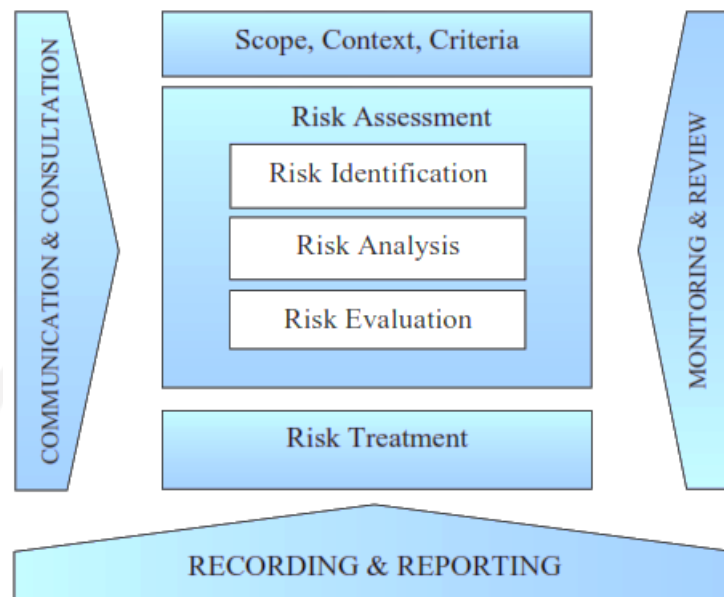 Scope, Context, Criteria
COMMUNICATION & CONSULTATION
Risk Assessment
Risk Identification
Risk Analysis
Risk Evaluation
MONITORING & REVIEW
Risk Treatment
RECORDING & REPORTING